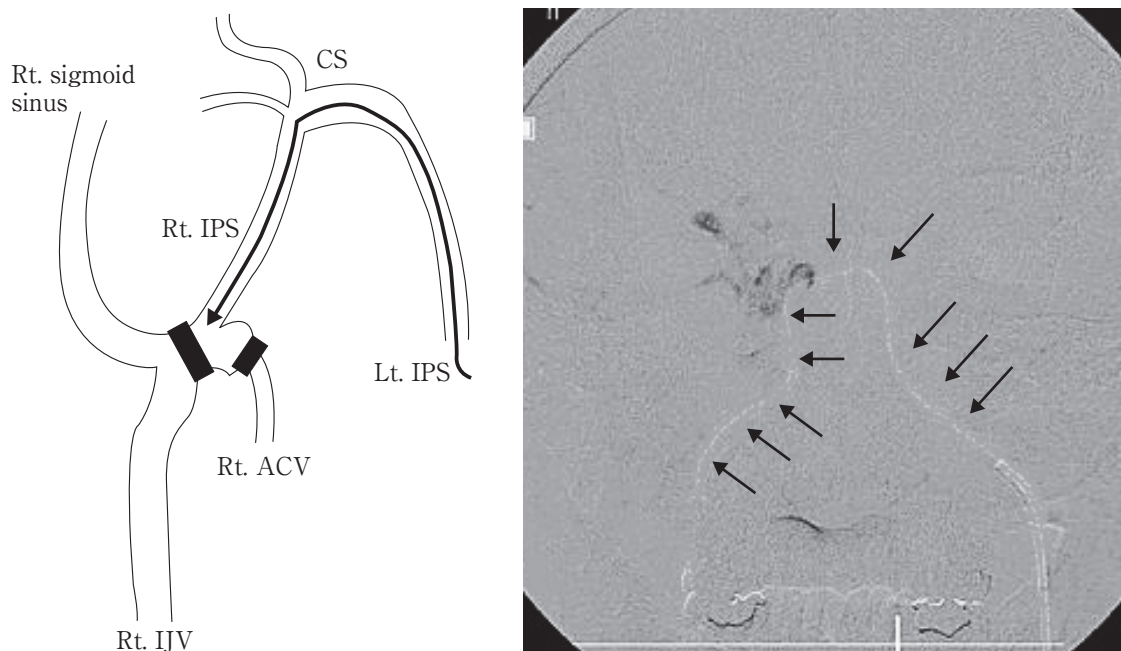 CS
Rt. sigmoid
sinus
Rt. IPS
Lt. IPS
Rt. ACV
Rt. IJV